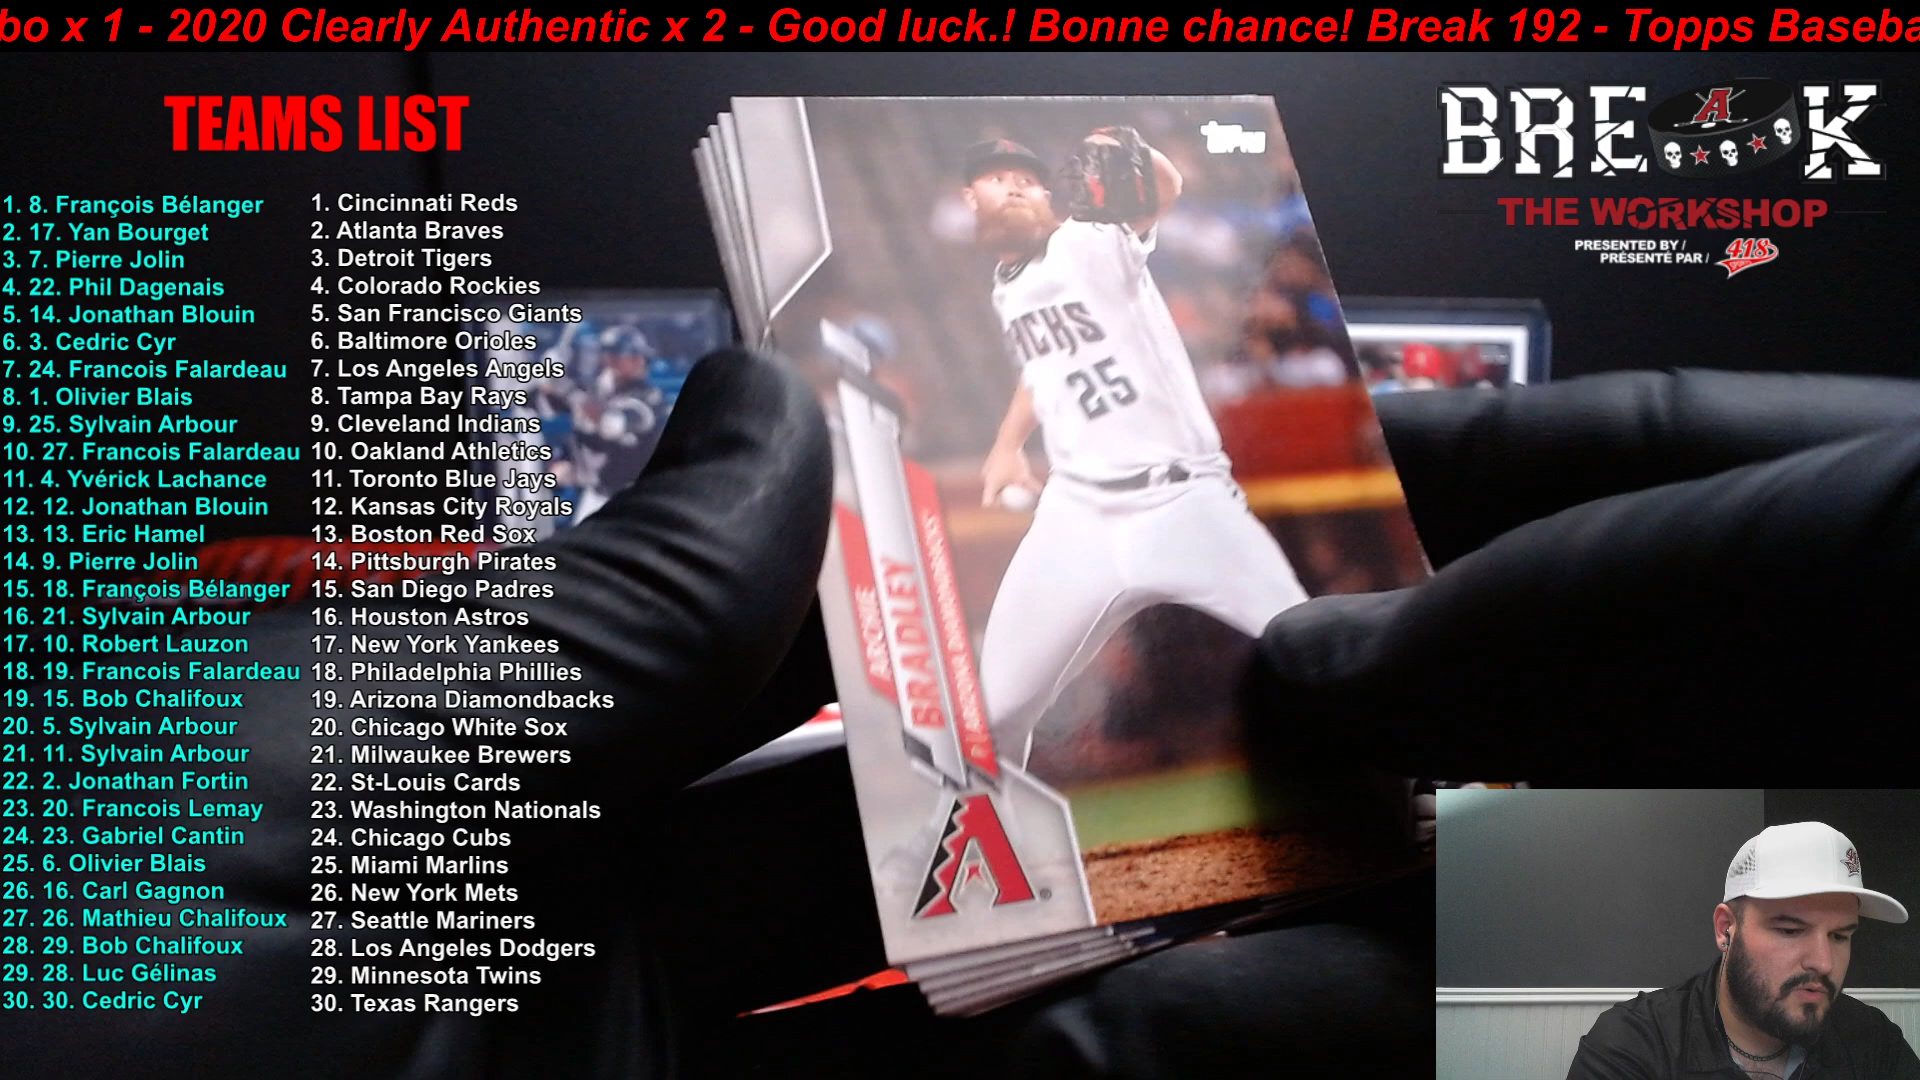 bo x 1 - 2020 Clearly Authentic x 2 - Good luck.! Bonne chance! Break 192 - Topps Baseba
TEAMS LIST
1. 8. François Bélanger
2. 17. Yan Bourget
3. 7. Pierre Jolin
4. 22. Phil Dagenais
5. 14. Jonathan Blouin
6. 3. Cedric Cyr
7. 24. Francois Falardeau
8. 1. Olivier Blais
9. 25. Sylvain Arbour
10. 27. Francois Falardeau
11. 4. Yvérick Lachance
12. 12. Jonathan Blouin
13. 13. Eric Hamel
14. 9. Pierre Jolin
15. 18. François Bélanger
16. 21. Sylvain Arbour
17. 10. Robert Lauzon
18. 19. Francois Falardeau
19. 15. Bob Chalifoux
20. 5. Sylvain Arbour
21. 11. Sylvain Arbour
22. 2. Jonathan Fortin
23. 20. Francois Lemay
24. 23. Gabriel Cantin
25. 6. Olivier Blais
26. 16. Carl Gagnon
27. 26. Mathieu Chalifoux
28. 29. Bob Chalifoux
29. 28. Luc Gélinas
30. 30. Cedric Cyr
1. Cincinnati Reds
2. Atlanta Braves
3. Detroit Tigers
4. Colorado Rockies
5. San Francisco Giants
6. Baltimore Orioles
7. Los Angeles Angels
8. Tampa Bay Rays
9. Cleveland Indians
10. Oakland Athletics
11. Toronto Blue Jays
12. Kansas City Royals
13. Boston Red Sox
14. Pittsburgh Pirates
15. San Diego Padres
16. Houston Astros
17. New York Yankees
18. Philadelphia Phillies
19. Arizona Diamondbacks
20. Chicago White Sox
21. Milwaukee Brewers
22. St-Louis Cards
23. Washington Nationals
24. Chicago Cubs
25. Miami Marlins
26. New York Mets
27. Seattle Mariners
28. Los Angeles Dodgers
29. Minnesota Twins
30. Texas Rangers
topps
ACKS
25
ARCHIE
BRADLEY
P / ARIZONA DIAMONDBACKS
A
BRE K
A
THE WORKSHOP
PRESENTED BY /
PRÉSENTÉ PAR / 418